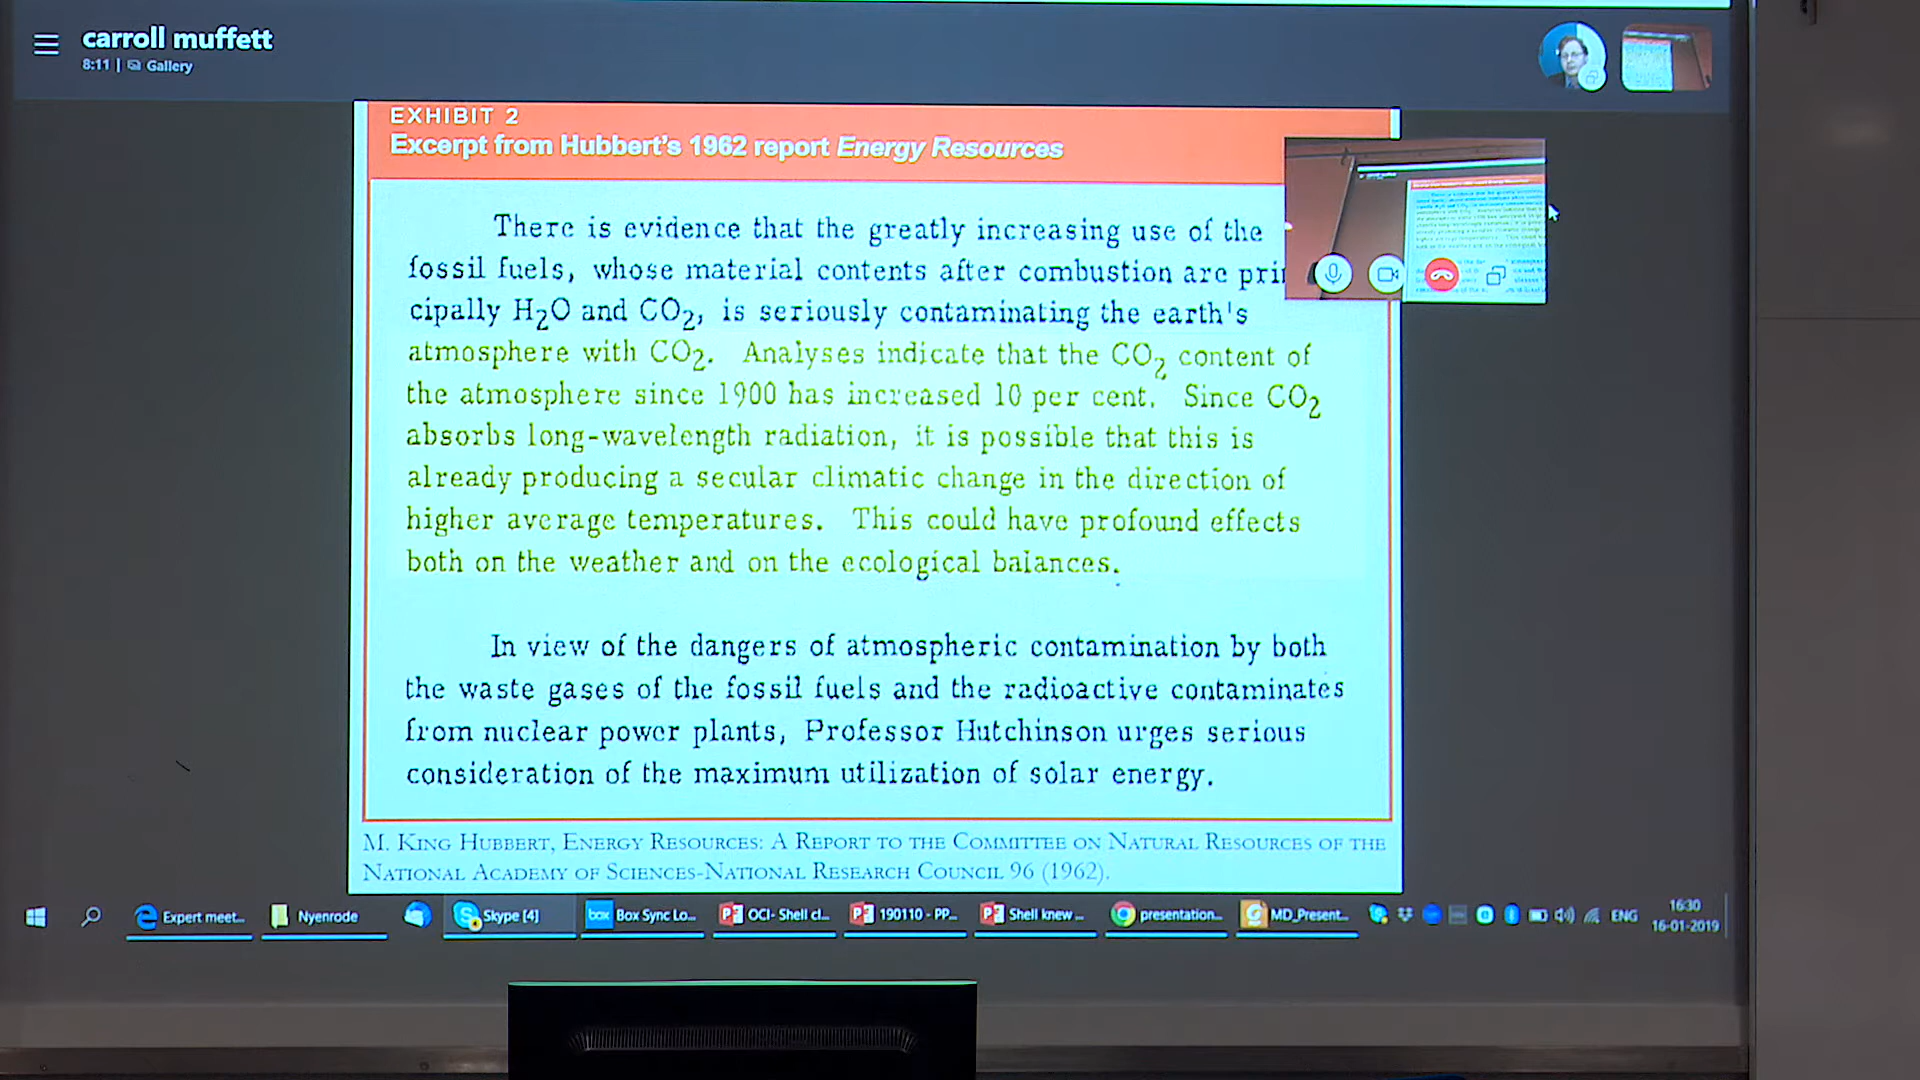 carroll muffett
8:11 | Gallery
EXHIBIT 2
Excerpt from Hubbert's 1962 report Energy Resources
There is evidence that the greatly increasing use of the
fossil fuels, whose material contents after combustion are pri
cipally H2O and CO2, is seriously contaminating the earth's
atmosphere with CO2. Analyses indicate that the CO2 content of
the atmosphere since 1900 has increased 10 per cent. Since CO2
absorbs long-wavelength radiation, it is possible that this is
already producing a secular climatic change in the direction of
higher average temperatures. This could have profound effects
both on the weather and on the ecological balances.
In view of the dangers of atmospheric contamination by both
the waste gases of the fossil fuels and the radioactive contaminates
from nuclear power plants, Professor Hutchinson urges serious
consideration of the maximum utilization of solar energy.
M. King Hubbert, Energy Resources: A Report to the Committee on Natural Resources of the
National Academy of Sciences-National Research Council 96 (1962).
Expert meet... Nyenrode Skype [4] box Box Sync Lo... OCI- Shell cl... 190110 - PP... Shell knew ... presentation... MD_Present... ENG 16:30
16-01-2019